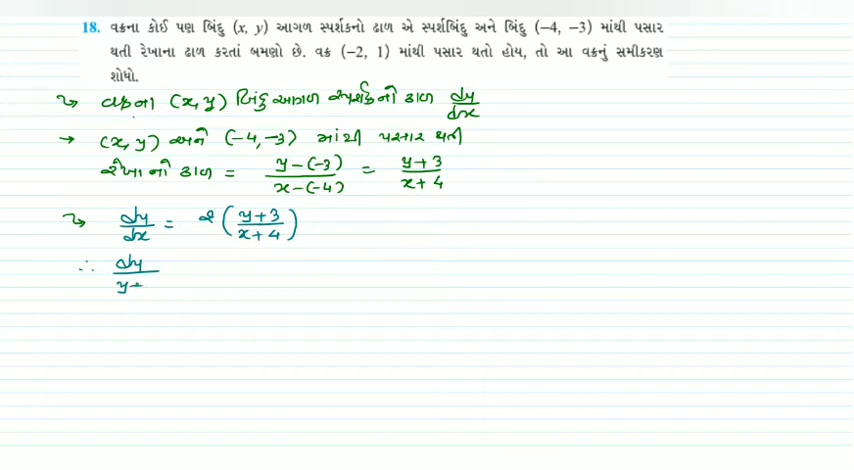 18. વક્રના કોઈ પણ બિંદુ (x, y) આગળ સ્પર્શકનો ઢાળ એ સ્પર્શબિંદુ અને બિંદુ (−4, −3) માંથી પસાર
થતી રેખાના ઢાળ કરતાં બમણો છે. વક્ર (−2, 1) માંથી પસાર થતો હોય, તો આ વક્રનું સમીકરણ
શોધો.
→ વક્રના (x, y) બિંદુ આગળ સ્પર્શકનો ઢાળ dy/dx
→ (x, y) અને (−4, −3) માંથી પસાર થતી
રેખાનો ઢાળ = y − (−3) / x − (−4) = y + 3 / x + 4
→ dy/dx = 2 ( y + 3 / x + 4 )
∴ dy / y +